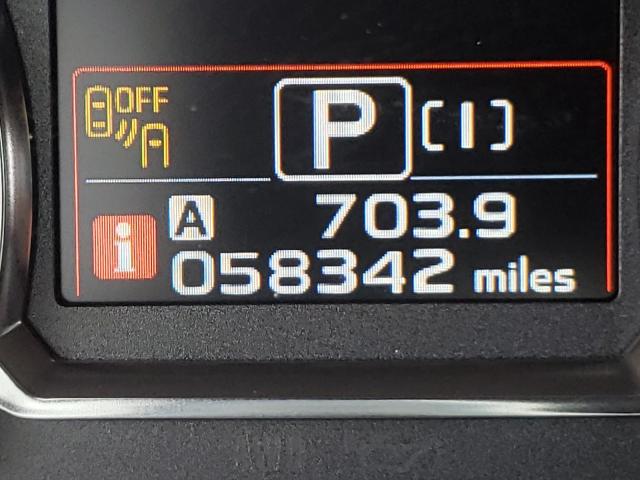 OFF
P [I]
A 703.9
i 058342 miles